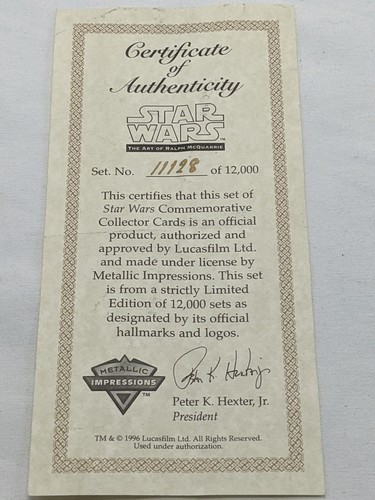 Certificate
of
Authenticity
STAR
WARS™
THE ART OF RALPH MCQUARRIE
Set. No. 11198 of 12,000
This certifies that this set of
Star Wars Commemorative
Collector Cards is an official
product, authorized and
approved by Lucasfilm Ltd.
and made under license by
Metallic Impressions. This set
is from a strictly Limited
Edition of 12,000 sets as
designated by its official
hallmarks and logos.
METALLIC
IMPRESSIONS
TM
Peter K. Hexter, Jr.
President
TM & © 1996 Lucasfilm Ltd. All Rights Reserved.
Used under authorization.